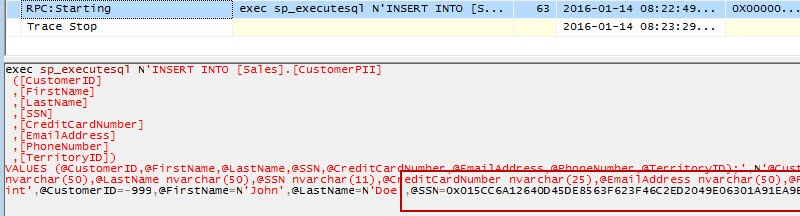 RPC:Starting exec sp_executesql N'INSERT INTO [S... 63 2016-01-14 08:22:49... 0X00000...
Trace Stop 2016-01-14 08:23:29...
exec sp_executesql N'INSERT INTO [Sales].[CustomerPII]
([CustomerID]
,[FirstName]
,[LastName]
,[SSN]
,[CreditCardNumber]
,[EmailAddress]
,[PhoneNumber]
,[TerritoryID])
VALUES (@CustomerID,@FirstName,@LastName,@SSN,@CreditCardNumber,@EmailAddress,@PhoneNumber,@TerritoryID);',N'@Cust
nvarchar(50),@LastName nvarchar(50),@SSN nvarchar(11),@CreditCardNumber nvarchar(25),@EmailAddress nvarchar(50),@P
int',@CustomerID=-999,@FirstName=N'John',@LastName=N'Doe',@SSN=0x015CC6A12640D45DE8563F623F46C2ED2049E06301A91EA9E